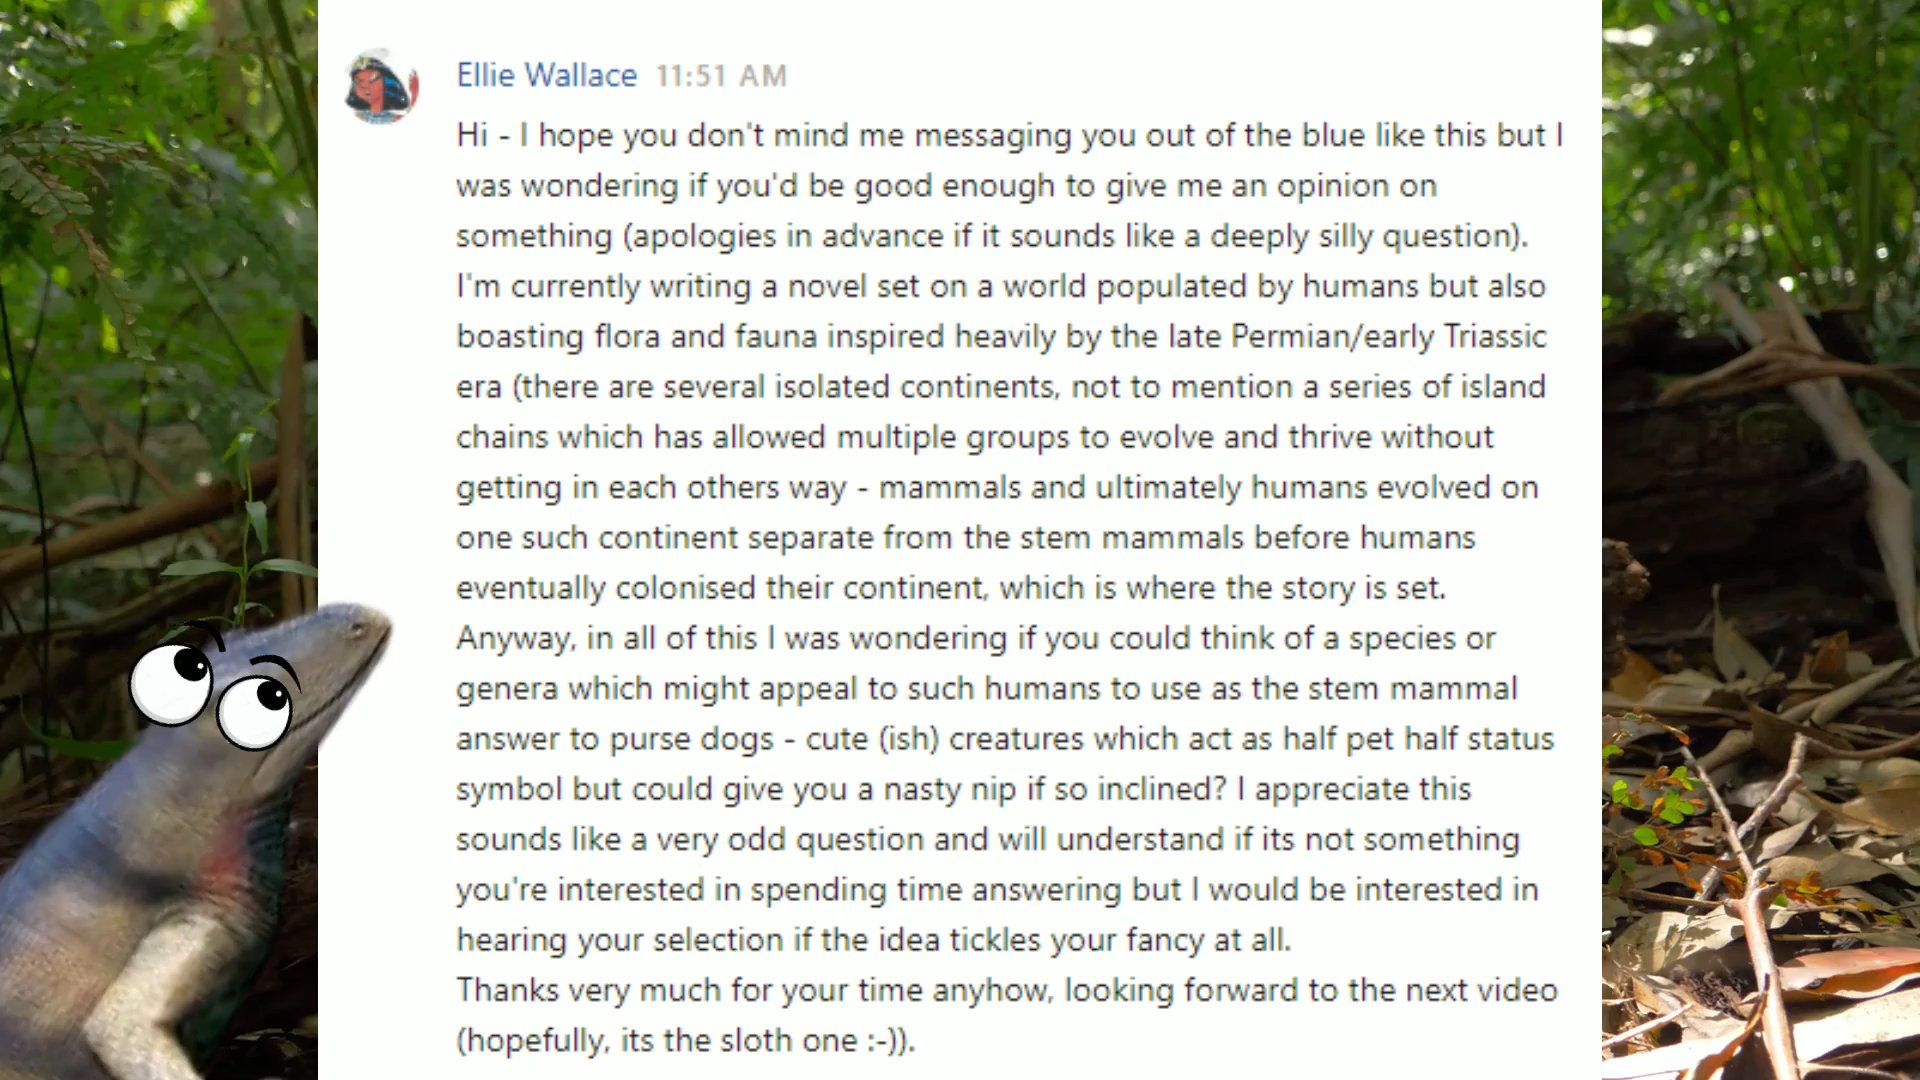 Ellie Wallace 11:51 AM
Hi - I hope you don't mind me messaging you out of the blue like this but I
was wondering if you'd be good enough to give me an opinion on
something (apologies in advance if it sounds like a deeply silly question).
I'm currently writing a novel set on a world populated by humans but also
boasting flora and fauna inspired heavily by the late Permian/early Triassic
era (there are several isolated continents, not to mention a series of island
chains which has allowed multiple groups to evolve and thrive without
getting in each others way - mammals and ultimately humans evolved on
one such continent separate from the stem mammals before humans
eventually colonised their continent, which is where the story is set.
Anyway, in all of this I was wondering if you could think of a species or
genera which might appeal to such humans to use as the stem mammal
answer to purse dogs - cute (ish) creatures which act as half pet half status
symbol but could give you a nasty nip if so inclined? I appreciate this
sounds like a very odd question and will understand if its not something
you're interested in spending time answering but I would be interested in
hearing your selection if the idea tickles your fancy at all.
Thanks very much for your time anyhow, looking forward to the next video
(hopefully, its the sloth one :-)).